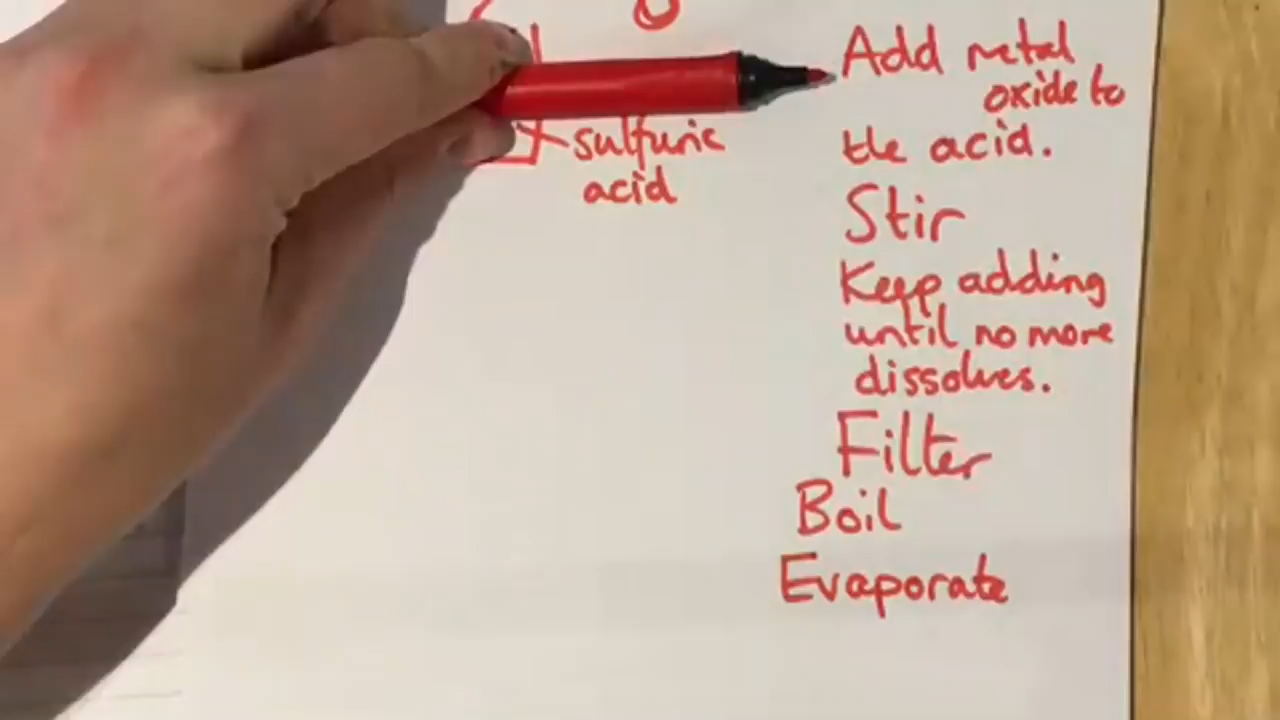 sulfuric
acid
Add metal
oxide to
the acid.
Stir
Keep adding
until no more
dissolves.
Filter
Boil
Evaporate